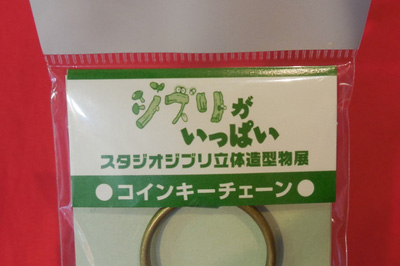 ジブリが
いっぱい
スタジオジブリ立体造型物展
●コインキーチェーン●